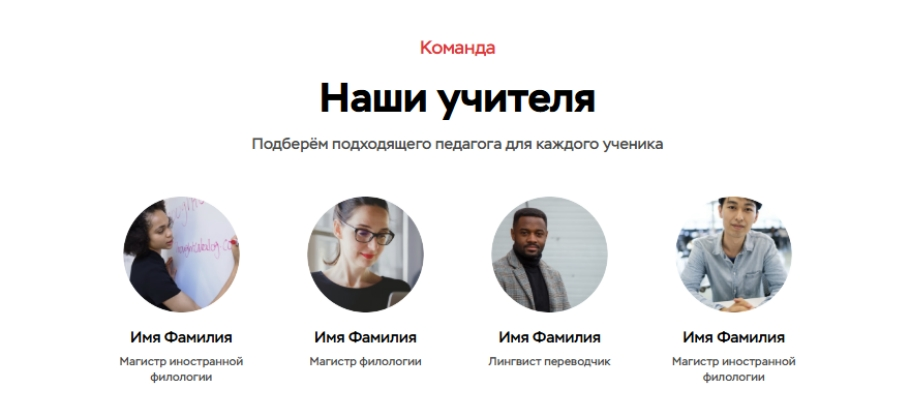 Команда
Наши учителя
Подберём подходящего педагога для каждого ученика
Имя Фамилия
Магистр иностранной
филологии
Имя Фамилия
Магистр филологии
Имя Фамилия
Лингвист переводчик
Имя Фамилия
Магистр иностранной
филологии